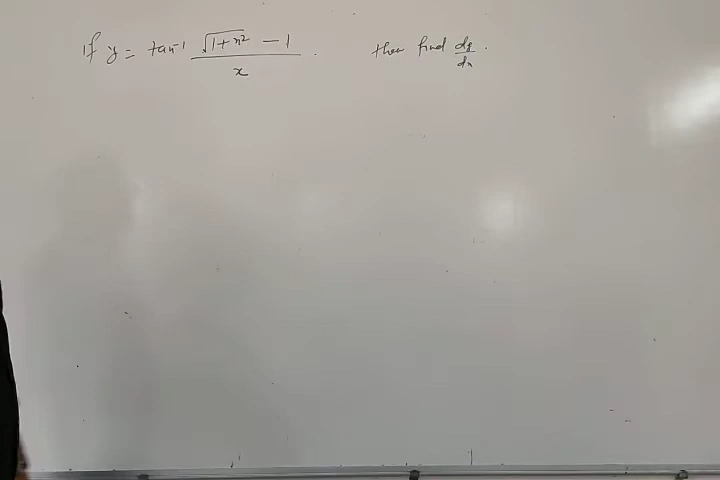 If y = tan⁻¹ (√(1+x²) − 1)/x. then find dy/dx.